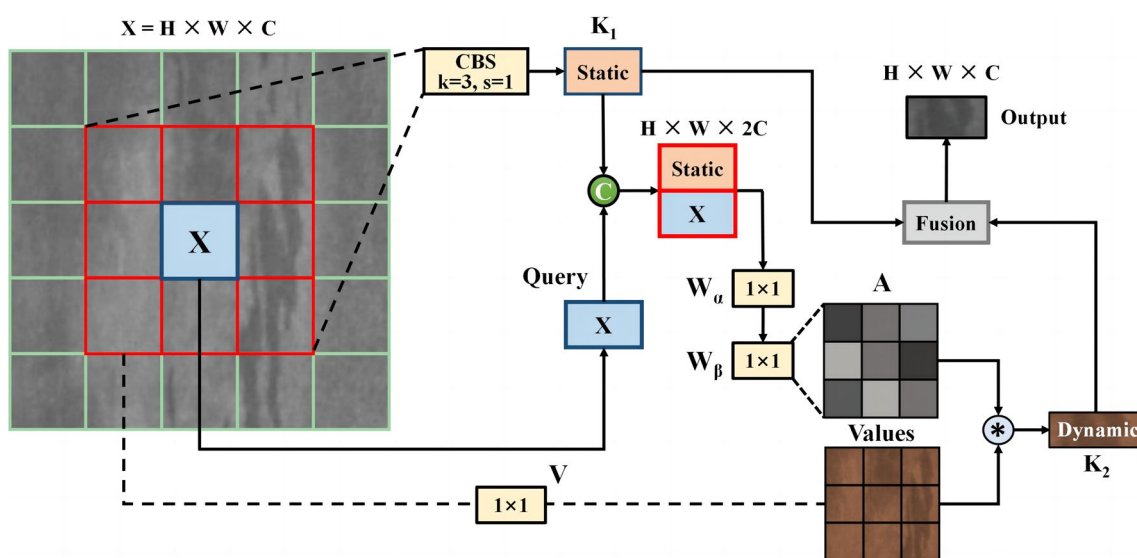 X = H × W × C
X
CBS
k=3, s=1
K₁
Static
H × W × 2C
Static
X
C
Query
X
Wα
1×1
Wβ
1×1
A
Values
V
1×1
*
Dynamic
K₂
Fusion
H × W × C
Output